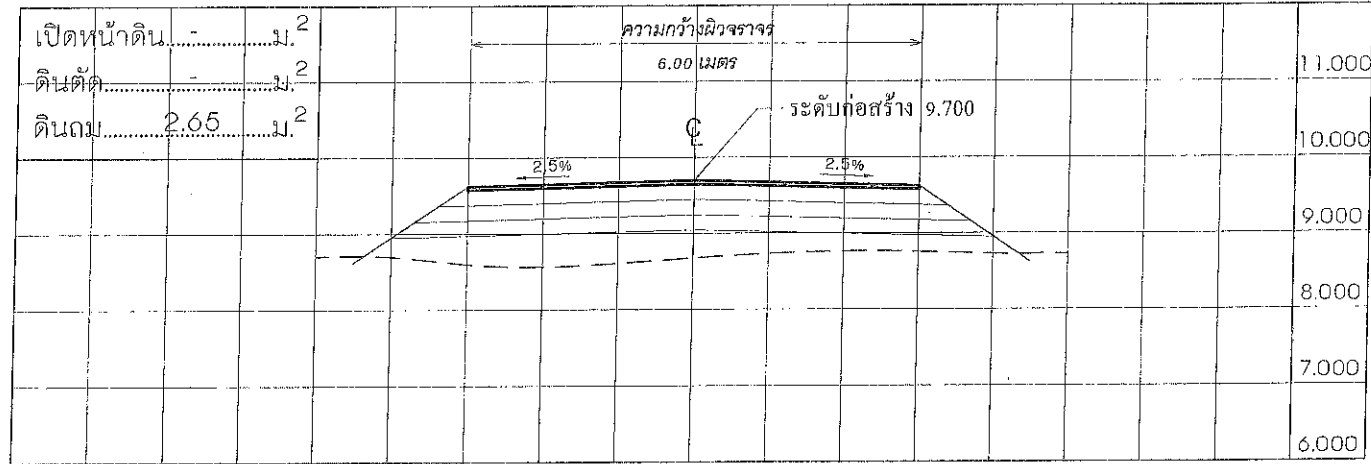 เปิดหน้าดิน....-..............ม.²
ดินตัด..............-..............ม.²
ดินถม..........2.65..........ม.²
ความกว้างผิวจราจร
6.00 เมตร
ระดับก่อสร้าง 9.700
℄
2.5%
2.5%
11.000
10.000
9.000
8.000
7.000
6.000